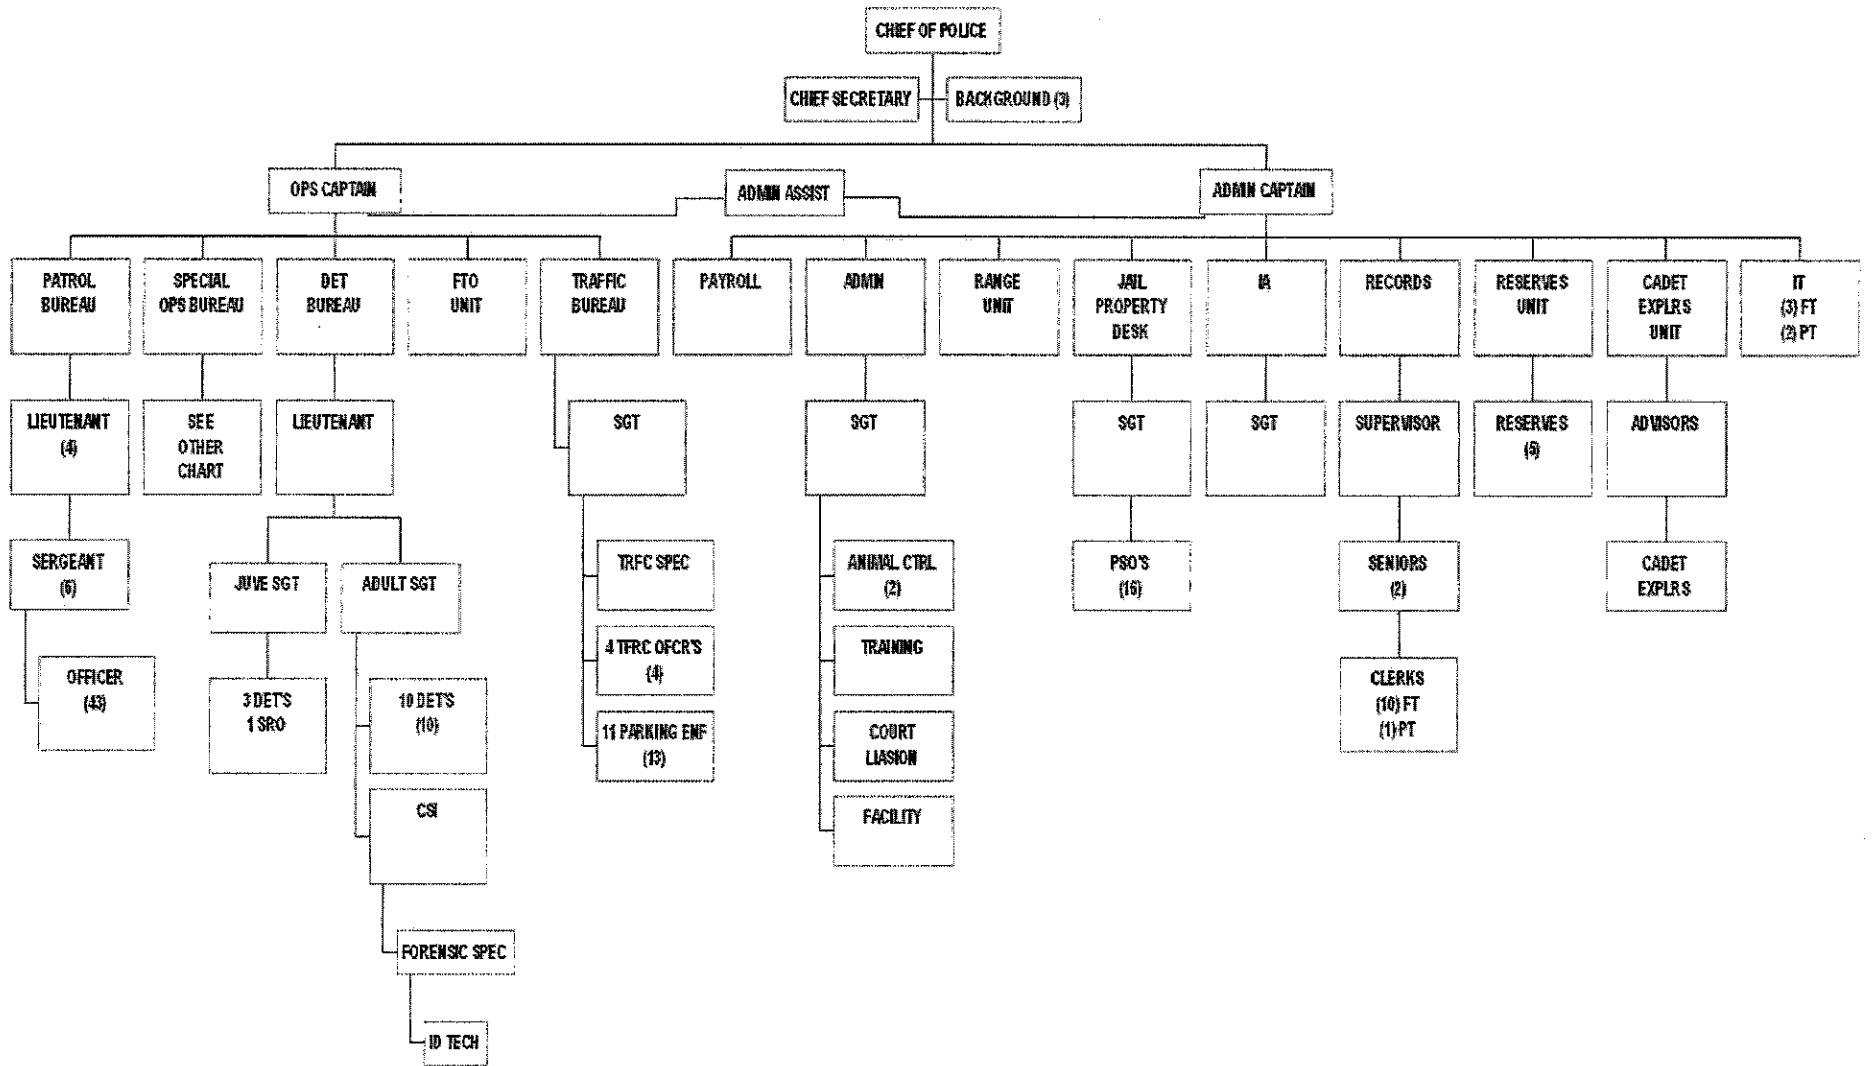 CHIEF OF POLICE
CHIEF SECRETARY
BACKGROUND (3)
OPS CAPTAIN
ADMIN ASSIST
ADMIN CAPTAIN
PATROL
BUREAU
SPECIAL
OPS BUREAU
DET
BUREAU
FTO
UNIT
TRAFFIC
BUREAU
PAYROLL
ADMIN
RANGE
UNIT
JAIL
PROPERTY
DESK
IA
RECORDS
RESERVES
UNIT
CADET
EXPLRS
UNIT
IT
(3) FT
(2) PT
LIEUTENANT
(4)
SEE
OTHER
CHART
LIEUTENANT
SGT
SGT
SGT
SGT
SUPERVISOR
RESERVES
(5)
ADVISORS
SERGEANT
(6)
JUVE SGT
ADULT SGT
TRFC SPEC
ANIMAL CTRL
(2)
PSO'S
(16)
SENIORS
(2)
CADET
EXPLRS
OFFICER
(43)
3 DET'S
1 SRO
10 DET'S
(10)
4 TFRC OFCR'S
(4)
TRAINING
CLERKS
(10) FT
(1) PT
11 PARKING ENF
(13)
COURT
LIASION
CSI
FACILITY
FORENSIC SPEC
ID TECH